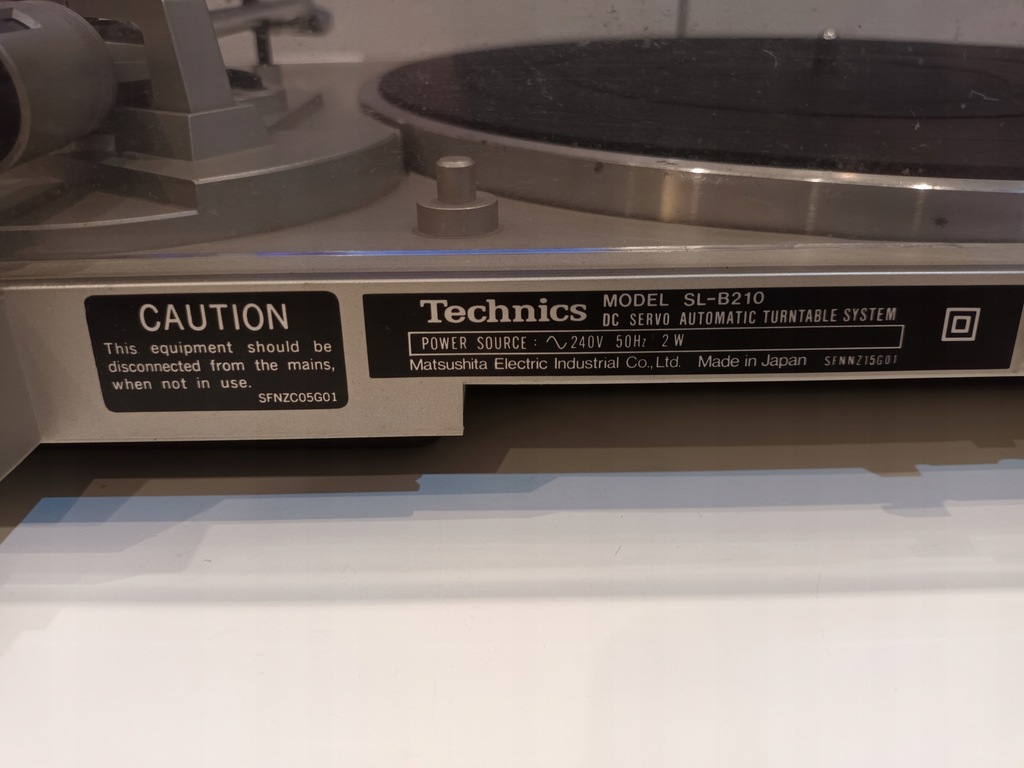 CAUTION
This equipment should be
disconnected from the mains,
when not in use.
SFNZC05G01
Technics MODEL SL-B210
DC SERVO AUTOMATIC TURNTABLE SYSTEM
POWER SOURCE : ∿ 240V 50Hz 2W
Matsushita Electric Industrial Co., Ltd. Made in Japan SFNNZ15G01